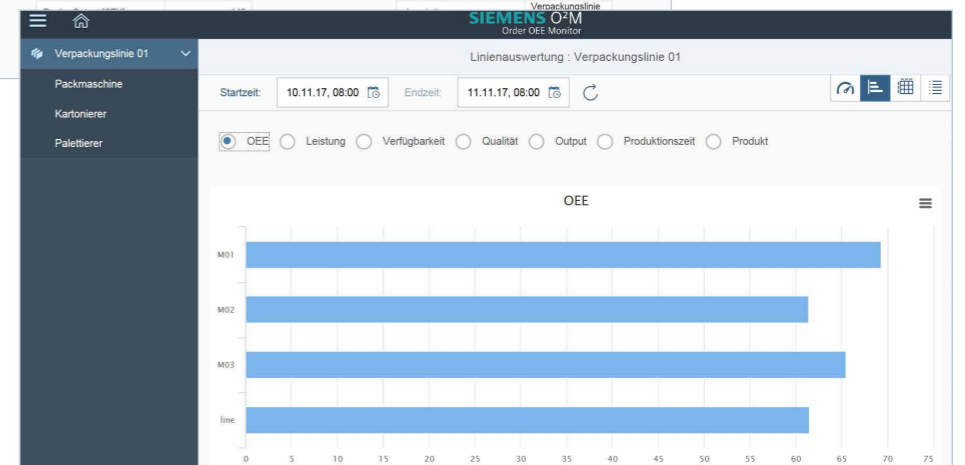 Verpackungslinie
SIEMENS O²M
Order OEE Monitor
Verpackungslinie 01
Linienauswertung : Verpackungslinie 01
Packmaschine
Kartonierer
Palettierer
Startzeit: 10.11.17, 08:00 Endzeit: 11.11.17, 08:00
OEE Leistung Verfügbarkeit Qualität Output Produktionszeit Produkt
OEE
M01
M02
M03
line
0 5 10 15 20 25 30 35 40 45 50 55 60 65 70 75